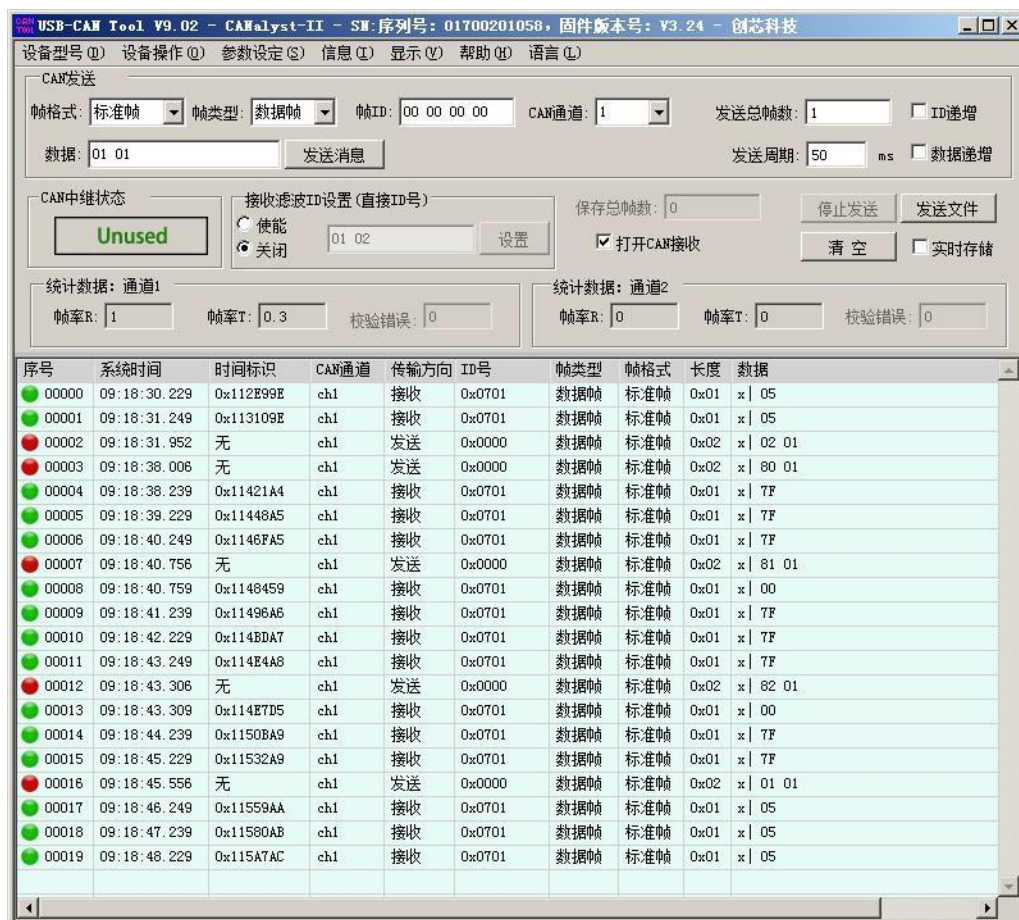 USB-CAN Tool V9.02 - CANalyst-II - SN:序列号: 01700201058，固件版本号: V3.24 - 创芯科技
设备型号(D) 设备操作(O) 参数设定(S) 信息(I) 显示(V) 帮助(H) 语言(L)
CAN发送
帧格式: 标准帧 帧类型: 数据帧 帧ID: 00 00 00 00 CAN通道: 1 发送总帧数: 1 ID递增
数据: 01 01 发送消息 发送周期: 50 ms 数据递增
CAN中继状态 接收滤波ID设置(直接ID号) 保存总帧数: 0 停止发送 发送文件
Unused 使能 关闭 01 02 设置 打开CAN接收 清 空 实时存储
统计数据: 通道1 统计数据: 通道2
帧率R: 1 帧率T: 0.3 校验错误: 0 帧率R: 0 帧率T: 0 校验错误: 0
序号 系统时间 时间标识 CAN通道 传输方向 ID号 帧类型 帧格式 长度 数据
00000 09:18:30.229 0x112E99E ch1 接收 0x0701 数据帧 标准帧 0x01 x| 05
00001 09:18:31.249 0x113109E ch1 接收 0x0701 数据帧 标准帧 0x01 x| 05
00002 09:18:31.952 无 ch1 发送 0x0000 数据帧 标准帧 0x02 x| 02 01
00003 09:18:38.006 无 ch1 发送 0x0000 数据帧 标准帧 0x02 x| 80 01
00004 09:18:38.239 0x11421A4 ch1 接收 0x0701 数据帧 标准帧 0x01 x| 7F
00005 09:18:39.229 0x11448A5 ch1 接收 0x0701 数据帧 标准帧 0x01 x| 7F
00006 09:18:40.249 0x1146FA5 ch1 接收 0x0701 数据帧 标准帧 0x01 x| 7F
00007 09:18:40.756 无 ch1 发送 0x0000 数据帧 标准帧 0x02 x| 81 01
00008 09:18:40.759 0x1148459 ch1 接收 0x0701 数据帧 标准帧 0x01 x| 00
00009 09:18:41.239 0x11496A6 ch1 接收 0x0701 数据帧 标准帧 0x01 x| 7F
00010 09:18:42.229 0x114BDA7 ch1 接收 0x0701 数据帧 标准帧 0x01 x| 7F
00011 09:18:43.249 0x114E4A8 ch1 接收 0x0701 数据帧 标准帧 0x01 x| 7F
00012 09:18:43.306 无 ch1 发送 0x0000 数据帧 标准帧 0x02 x| 82 01
00013 09:18:43.309 0x114E7D5 ch1 接收 0x0701 数据帧 标准帧 0x01 x| 00
00014 09:18:44.239 0x1150BA9 ch1 接收 0x0701 数据帧 标准帧 0x01 x| 7F
00015 09:18:45.229 0x11532A9 ch1 接收 0x0701 数据帧 标准帧 0x01 x| 7F
00016 09:18:45.556 无 ch1 发送 0x0000 数据帧 标准帧 0x02 x| 01 01
00017 09:18:46.249 0x11559AA ch1 接收 0x0701 数据帧 标准帧 0x01 x| 05
00018 09:18:47.239 0x11580AB ch1 接收 0x0701 数据帧 标准帧 0x01 x| 05
00019 09:18:48.229 0x115A7AC ch1 接收 0x0701 数据帧 标准帧 0x01 x| 05